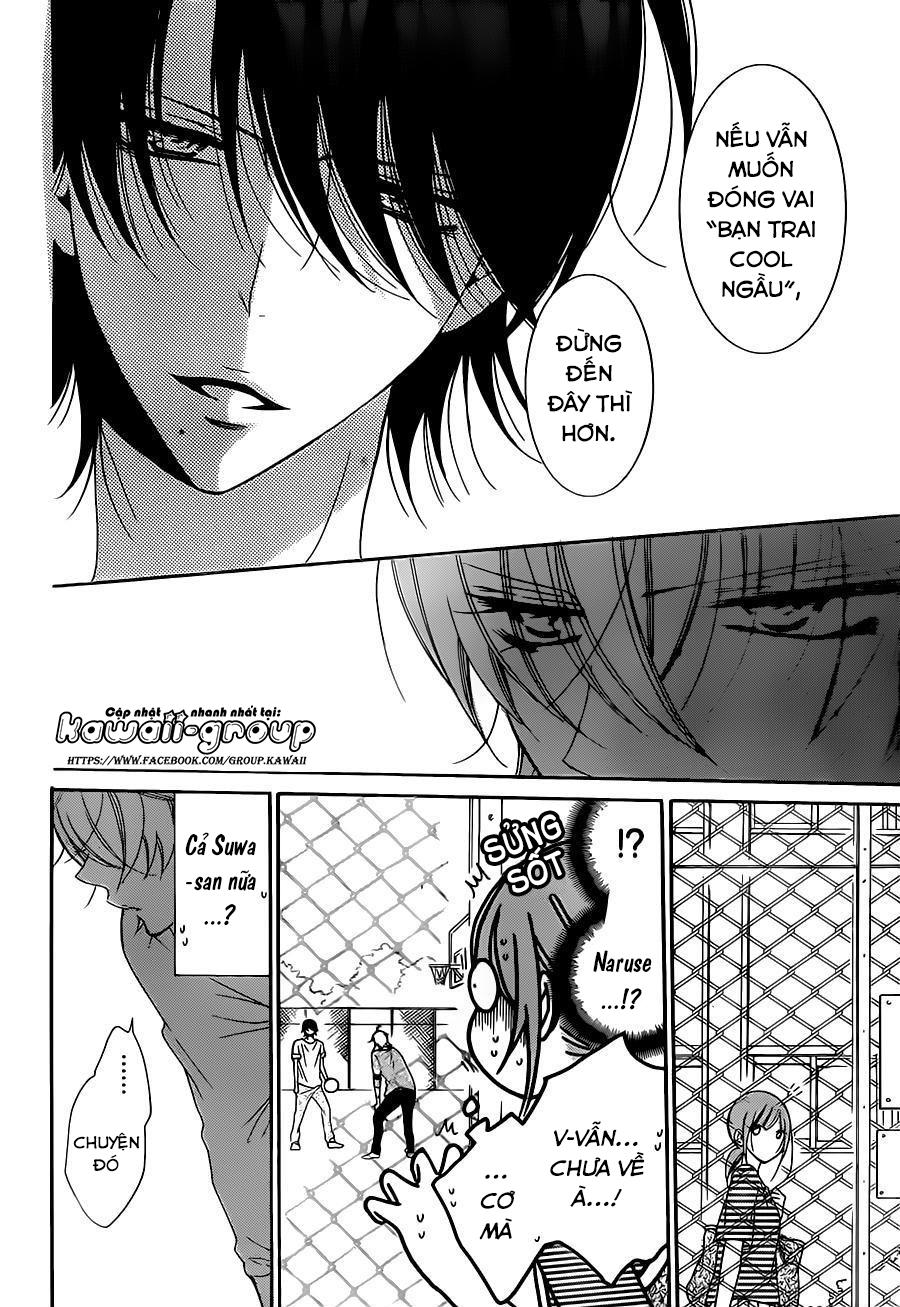 NẾU VẪN
MUỐN
ĐÓNG VAI
“BẠN TRAI
COOL
NGẦU”,
ĐỪNG
ĐẾN
ĐÂY THÌ
HƠN.
Cập nhật nhanh nhất tại:
kawaii-group
HTTPS://WWW.FACEBOOK.COM/GROUP.KAWAII
!?
Naruse
...!?
SỬNG
SỐT
V-VẪN...
CHƯA VỀ
À....!
...
CƠ
MÀ
Cả Suwa
-san nữa
...?
......
CHUYỆN
ĐÓ